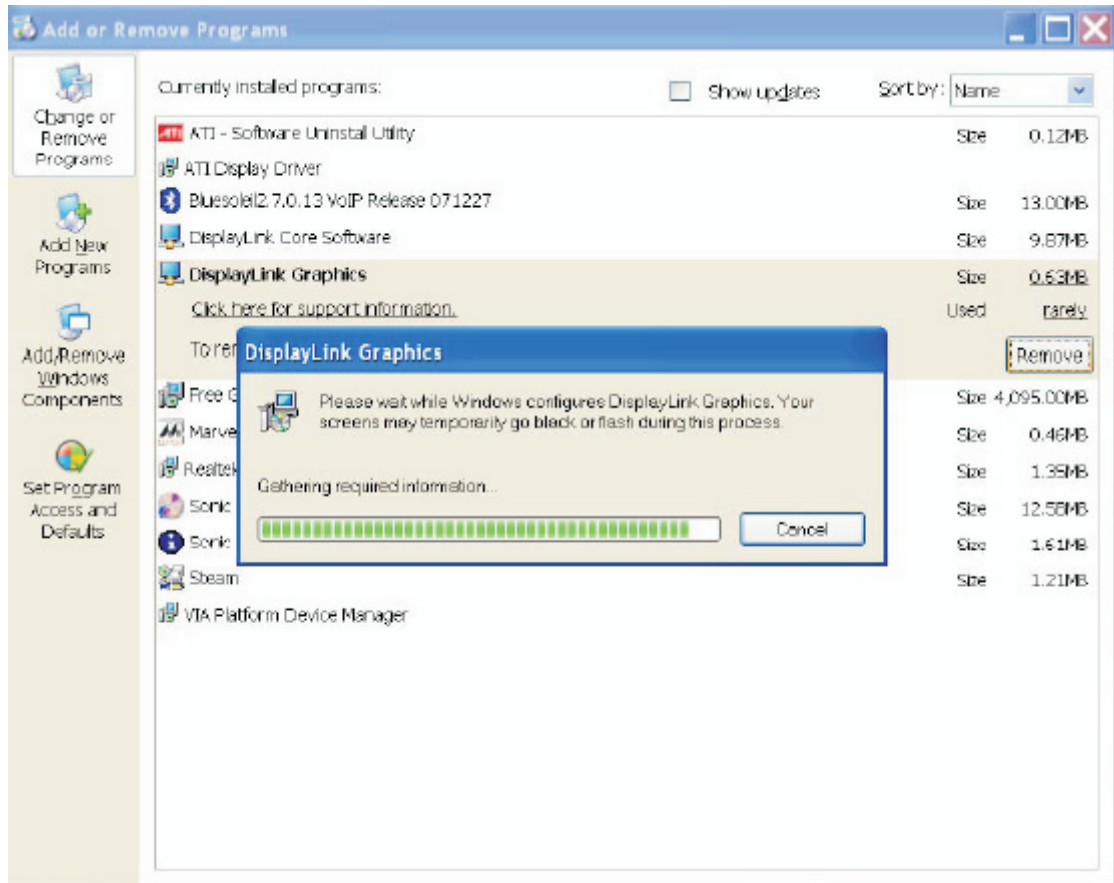 Add or Remove Programs
Change or
Remove
Programs
Add New
Programs
Add/Remove
Windows
Components
Set Program
Access and
Defaults
Currently installed programs:
Show updates
Sort by: Name
ATI ATI - Software Uninstall Utility Size 0.12MB
ATI Display Driver
Bluesoleil2.7.0.13 VoIP Release 071227 Size 13.00MB
DisplayLink Core Software Size 9.87MB
DisplayLink Graphics Size 0.63MB
Click here for support information. Used rarely
To rem
Remove
DisplayLink Graphics
Please wait while Windows configures DisplayLink Graphics. Your
screens may temporarily go black or flash during this process.
Gathering required information...
Cancel
Free G Size 4,095.00MB
Marve Size 0.46MB
Realtek Size 1.35MB
Sonic Size
Sonic Size 1.61MB
Steam Size 1.21MB
VIA Platform Device Manager